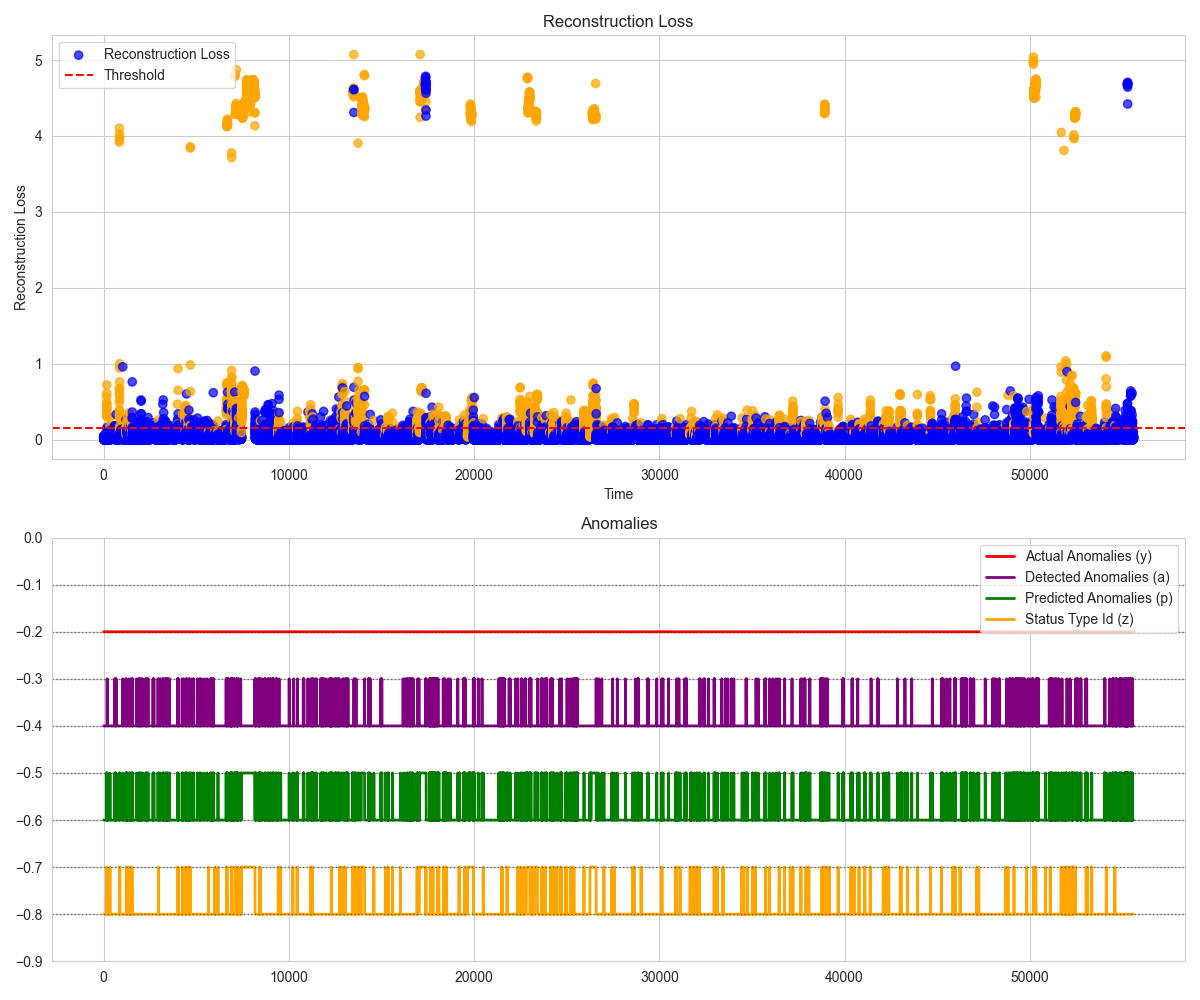 Reconstruction Loss
Reconstruction Loss
Threshold
Reconstruction Loss
5
4
3
2
1
0
0 10000 20000 30000 40000 50000
Time
Anomalies
Actual Anomalies (y)
Detected Anomalies (a)
Predicted Anomalies (p)
Status Type Id (z)
0.0
−0.1
−0.2
−0.3
−0.4
−0.5
−0.6
−0.7
−0.8
−0.9
0 10000 20000 30000 40000 50000